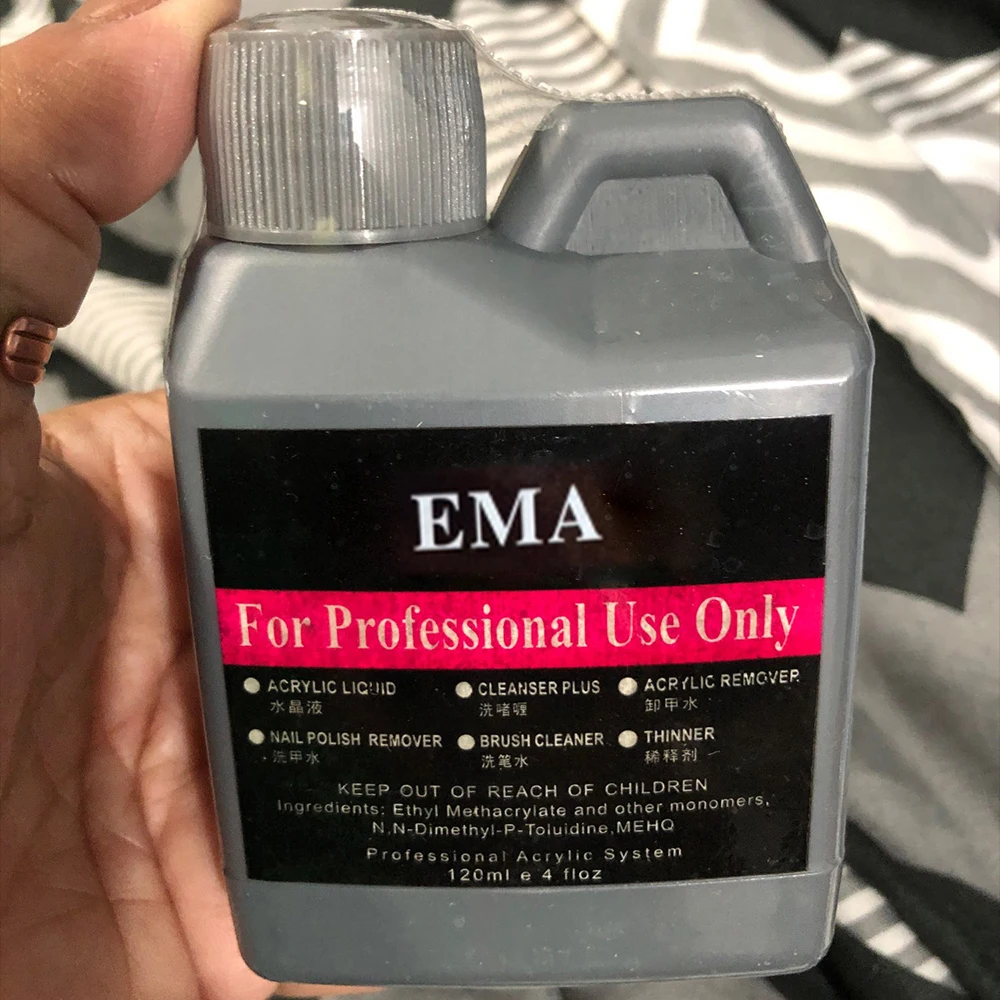 EMA
For Professional Use Only
ACRYLIC LIQUID
水晶液
CLEANSER PLUS
洗啫喱
ACRYLIC REMOVER
卸甲水
NAIL POLISH REMOVER
洗甲水
BRUSH CLEANER
洗笔水
THINNER
稀释剂
KEEP OUT OF REACH OF CHILDREN
Ingredients: Ethyl Methacrylate and other monomers,
N,N-Dimethyl-P-Toluidine,MEHQ
Professional Acrylic System
120ml e 4 floz